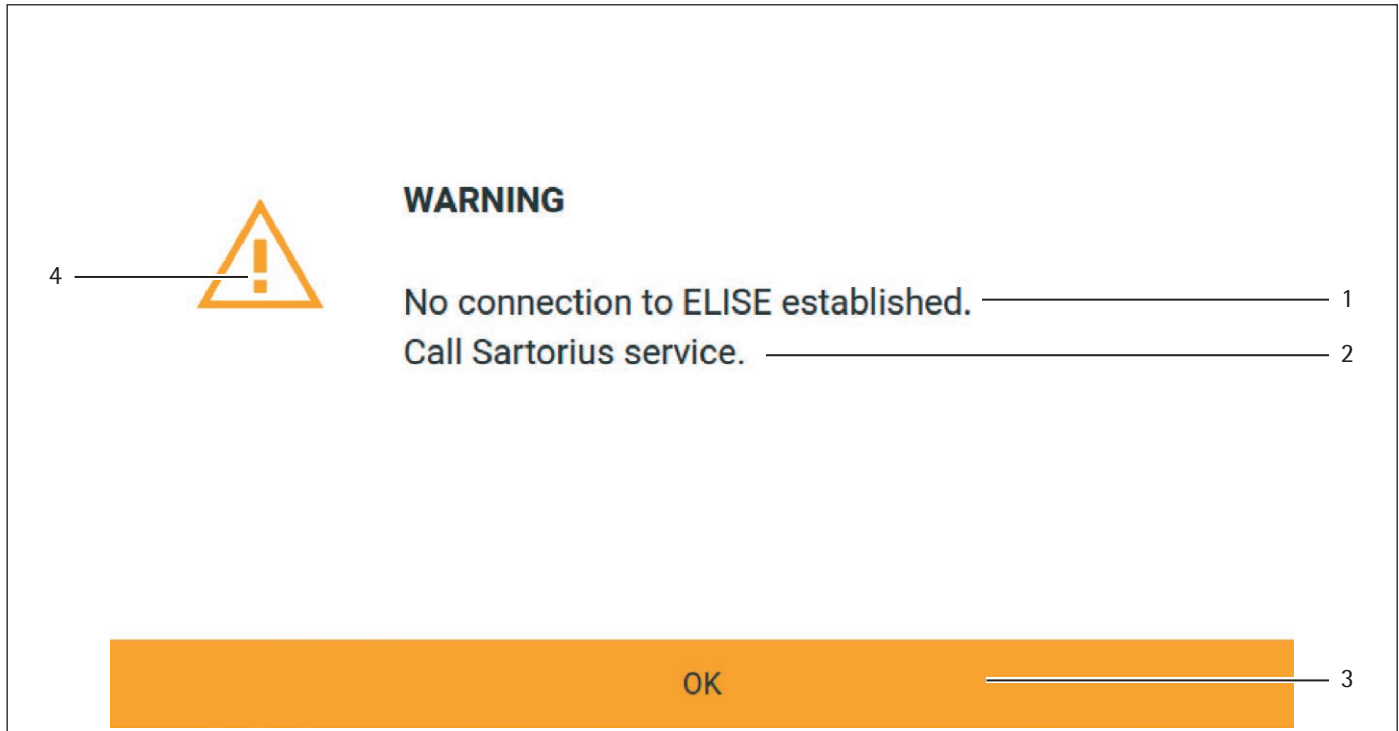 WARNING
4
No connection to ELISE established.
1
Call Sartorius service.
2
OK
3